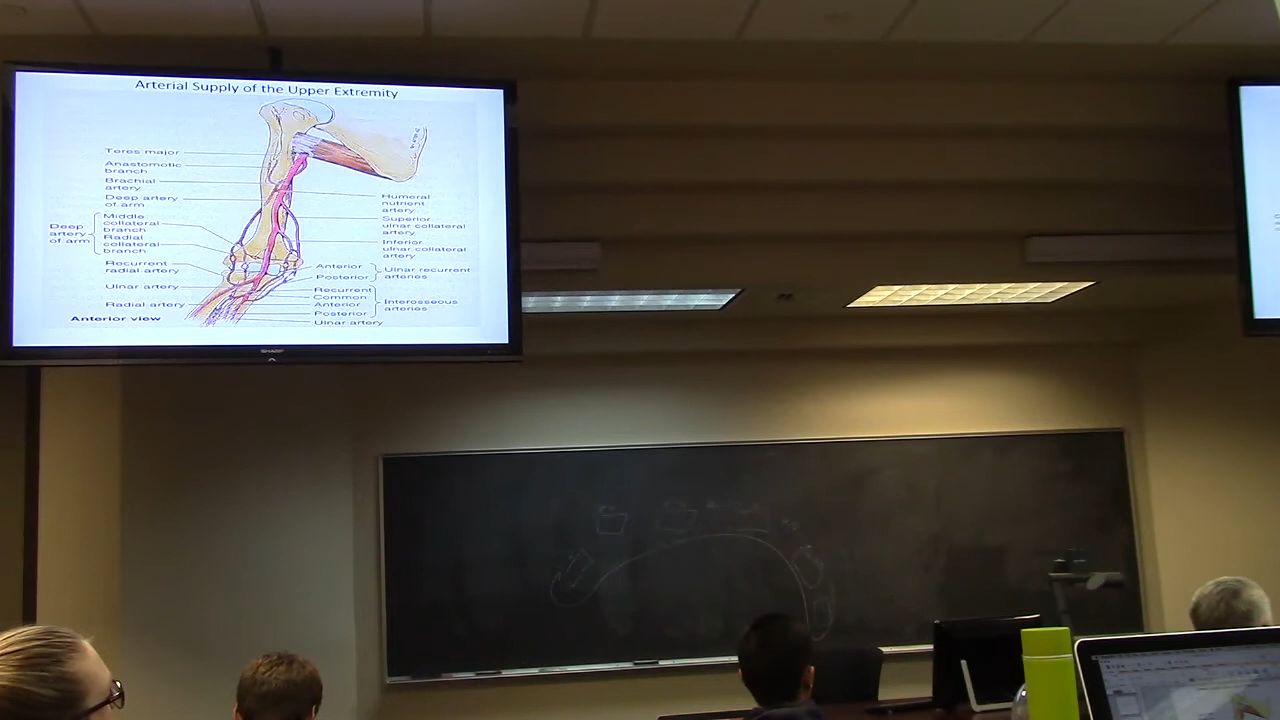 Arterial Supply of the Upper Extremity
Teres major
Anastomotic
branch
Brachial
artery
Deep artery
of arm
Deep
artery
of arm
Middle
collateral
branch
Radial
collateral
branch
Recurrent
radial artery
Ulnar artery
Radial artery
Anterior view
Humeral
nutrient
artery
Superior
ulnar collateral
artery
Inferior
ulnar collateral
artery
Anterior
Posterior
Ulnar recurrent
arteries
Recurrent
Common
Anterior
Posterior
Interosseous
arteries
Ulnar artery
SHARP